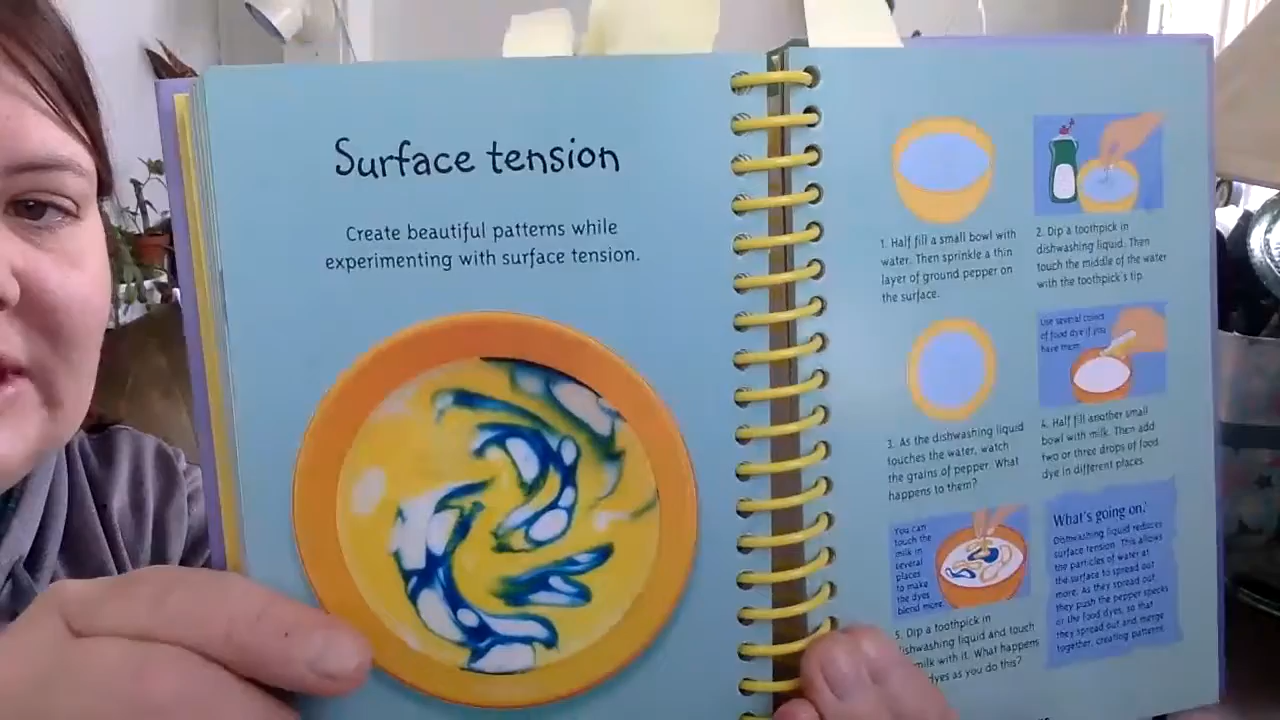 Surface tension
Create beautiful patterns while
experimenting with surface tension.
1. Half fill a small bowl with
water. Then sprinkle a thin
layer of ground pepper on
the surface.
2. Dip a toothpick in
dishwashing liquid. Then
touch the middle of the water
with the toothpick's tip.
3. As the dishwashing liquid
touches the water, watch
the grains of pepper. What
happens to them?
Use several colors
of food dye if you
have them.
4. Half fill another small
bowl with milk. Then add
two or three drops of food
dye in different places.
You can
touch the
milk in
several
places
to make
the dyes
blend more.
5. Dip a toothpick in
dishwashing liquid and touch
milk with it. What happens
dyes as you do this?
What's going on?
Dishwashing liquid reduces
surface tension. This allows
the particles of water at
the surface to spread out
more. As they spread out,
they push the pepper specks
or the food dyes, so that
they spread out and merge
together, creating patterns.